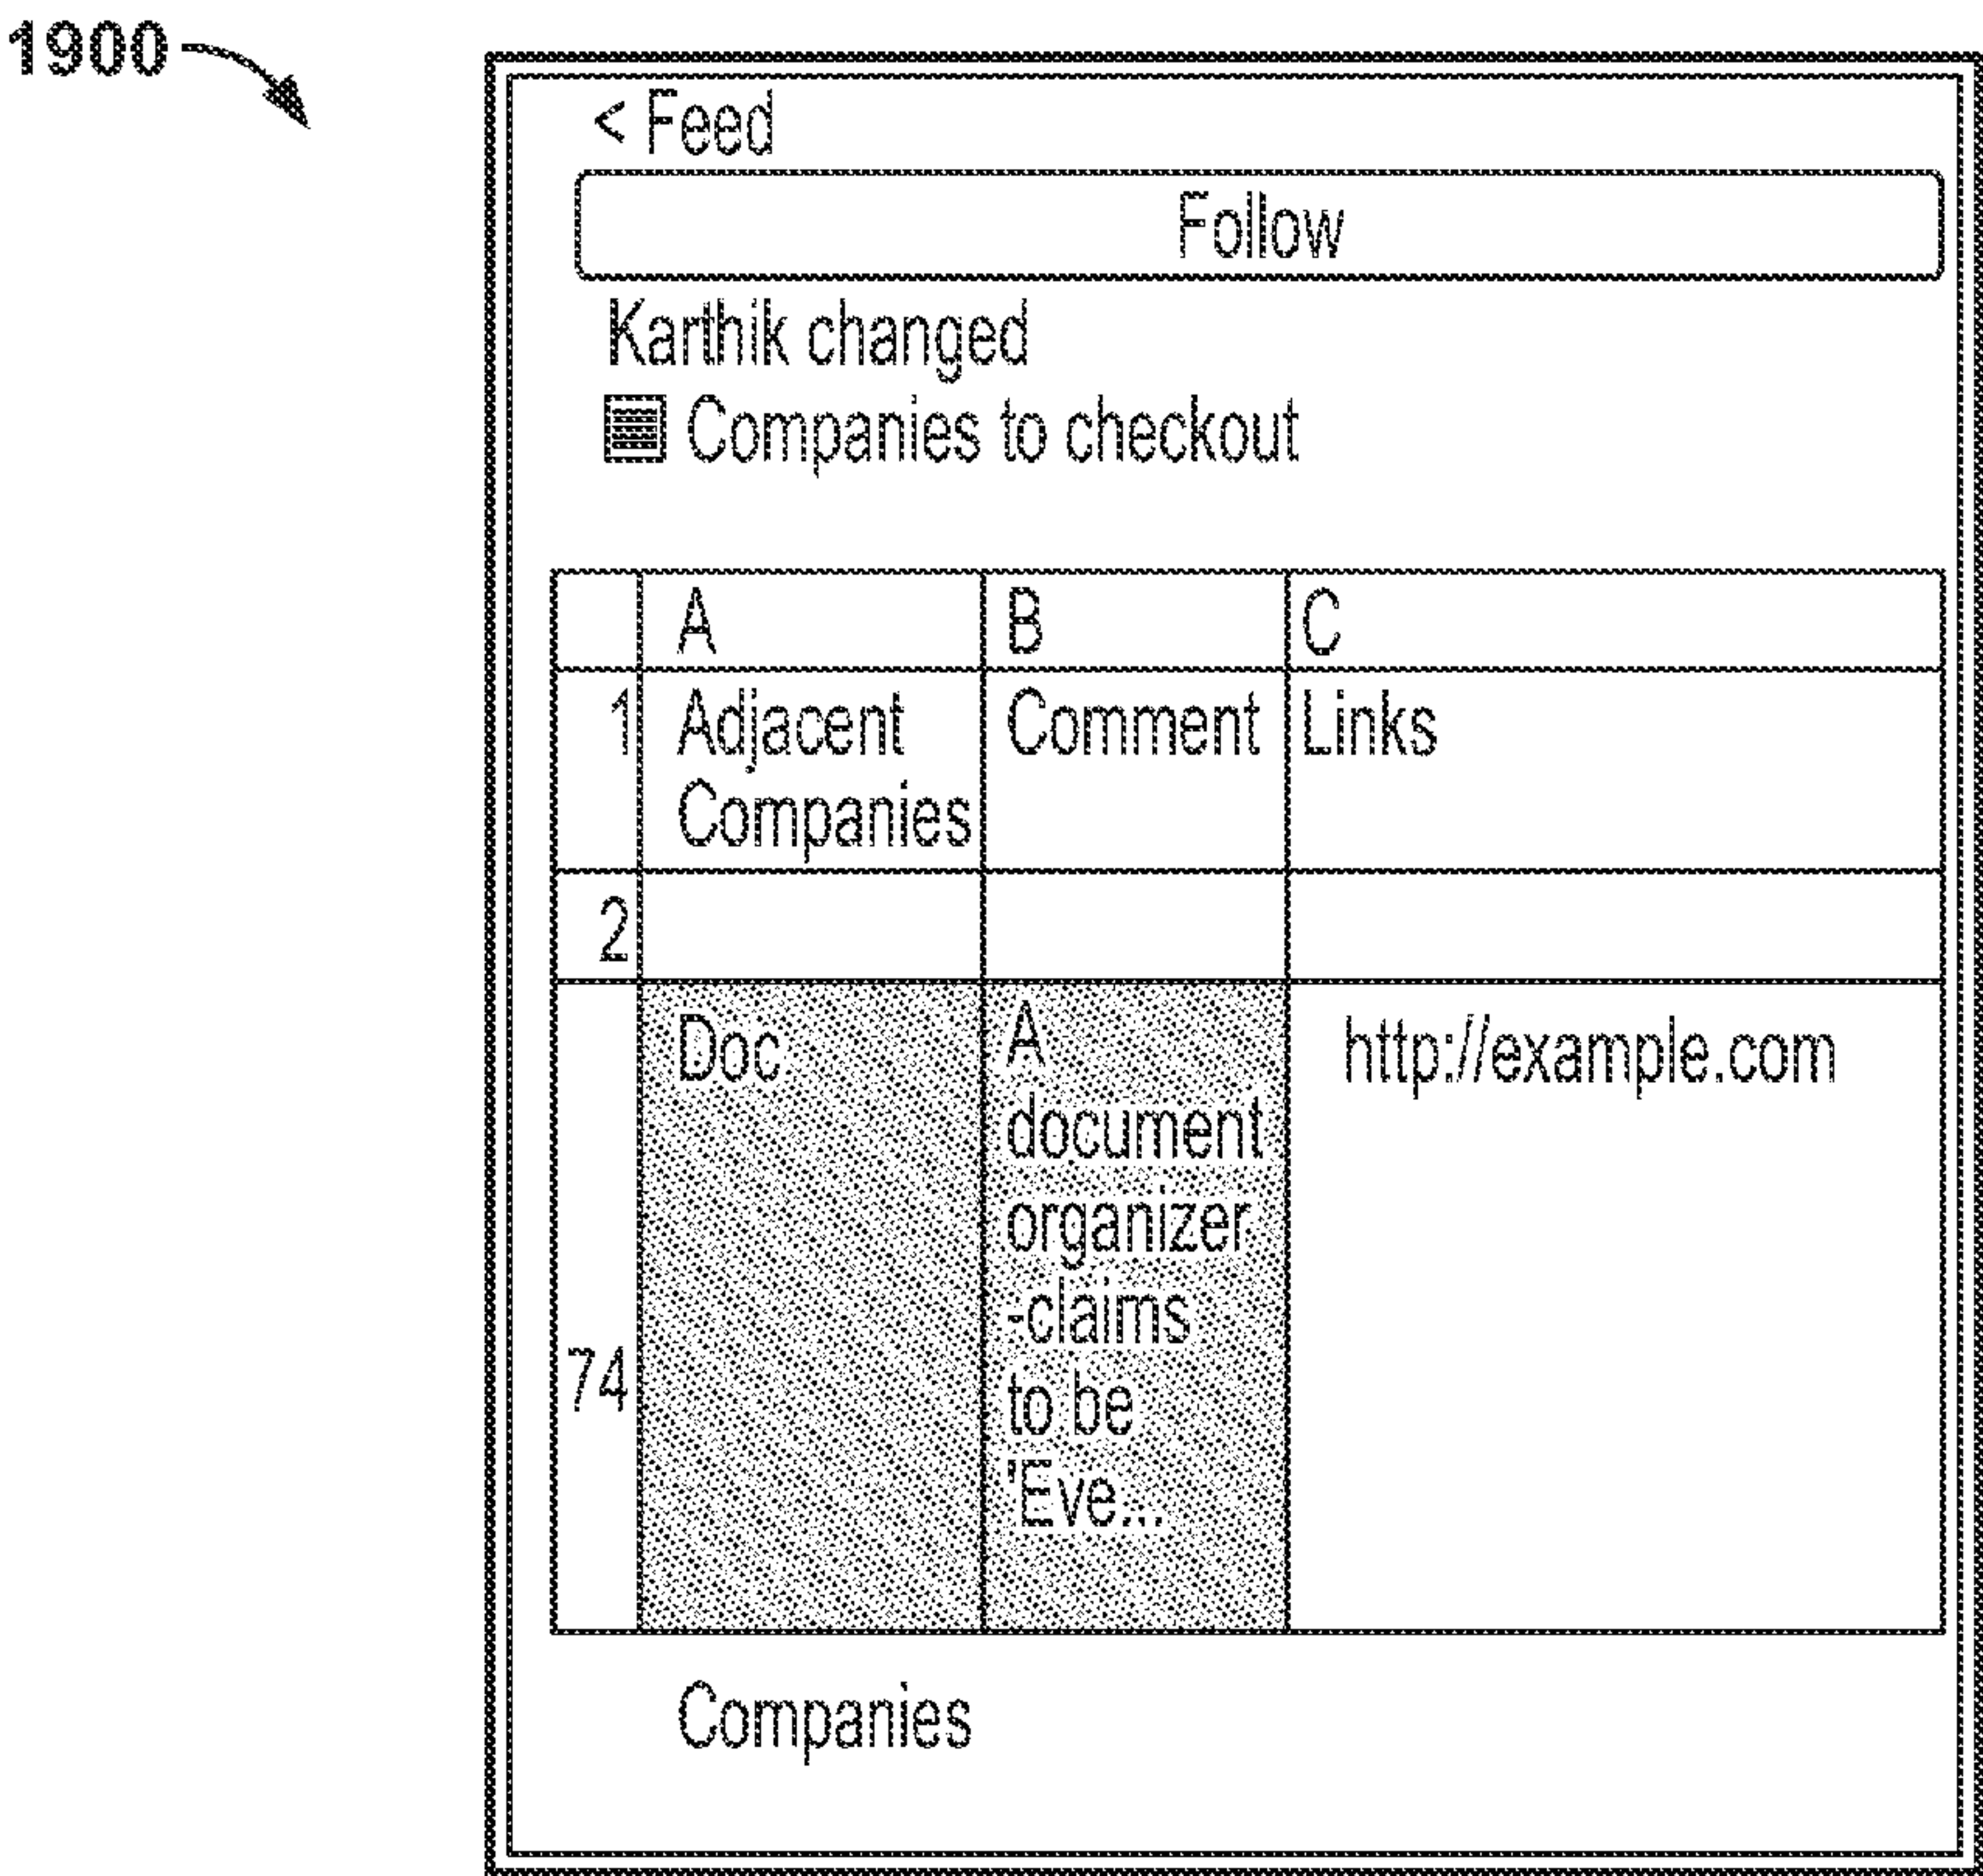 1900
< Feed
Follow
Karthik changed
Companies to checkout
A B C
1 Adjacent Comment Links
Companies
2
Doc A http://example.com
document
organizer
-claims
74 to be
'Eve...
Companies